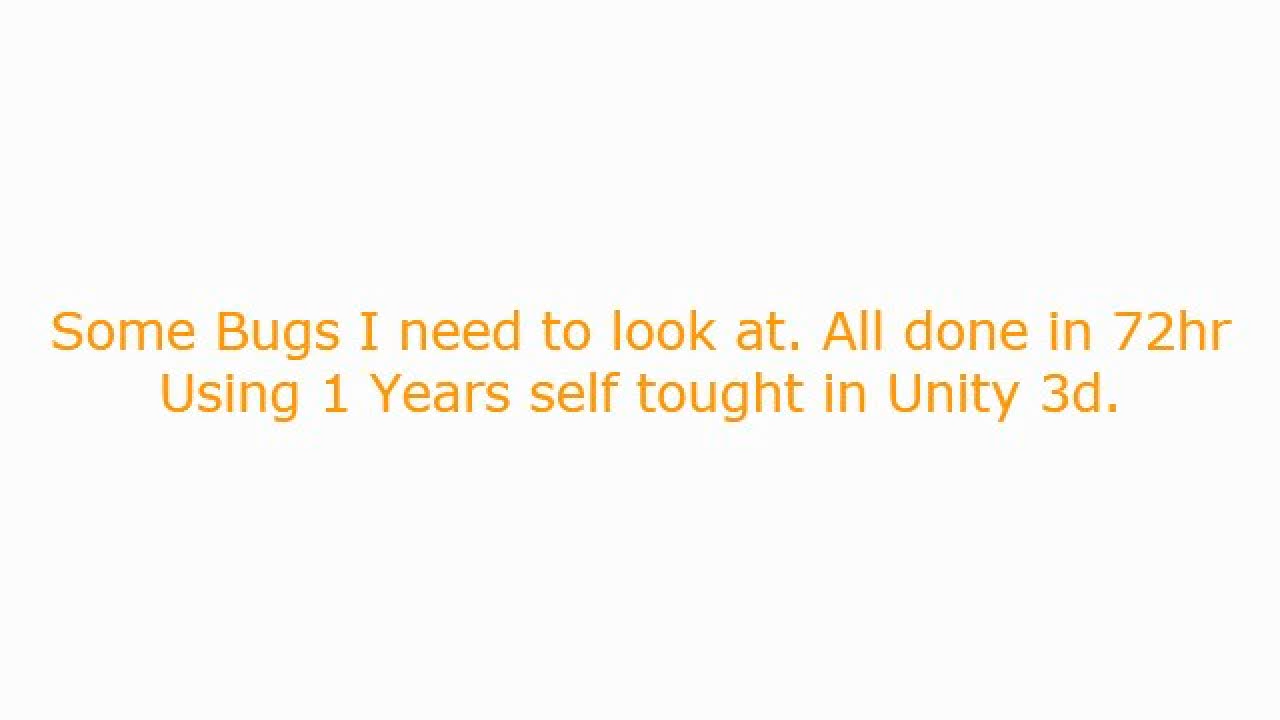 Some Bugs I need to look at. All done in 72hr
Using 1 Years self tought in Unity 3d.